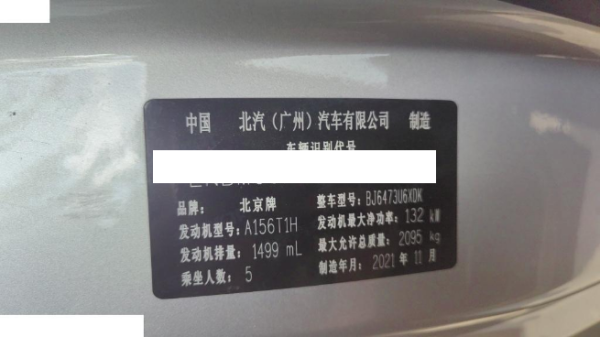 中国 北汽（广州）汽车有限公司 制造
车辆识别代号
品牌： 北京牌 整车型号：BJ6473U6XDK
发动机型号：A156T1H 发动机最大净功率：132 kW
发动机排量：1499 mL 最大允许总质量：2095 kg
乘坐人数：5 制造年月：2021 年 11 月